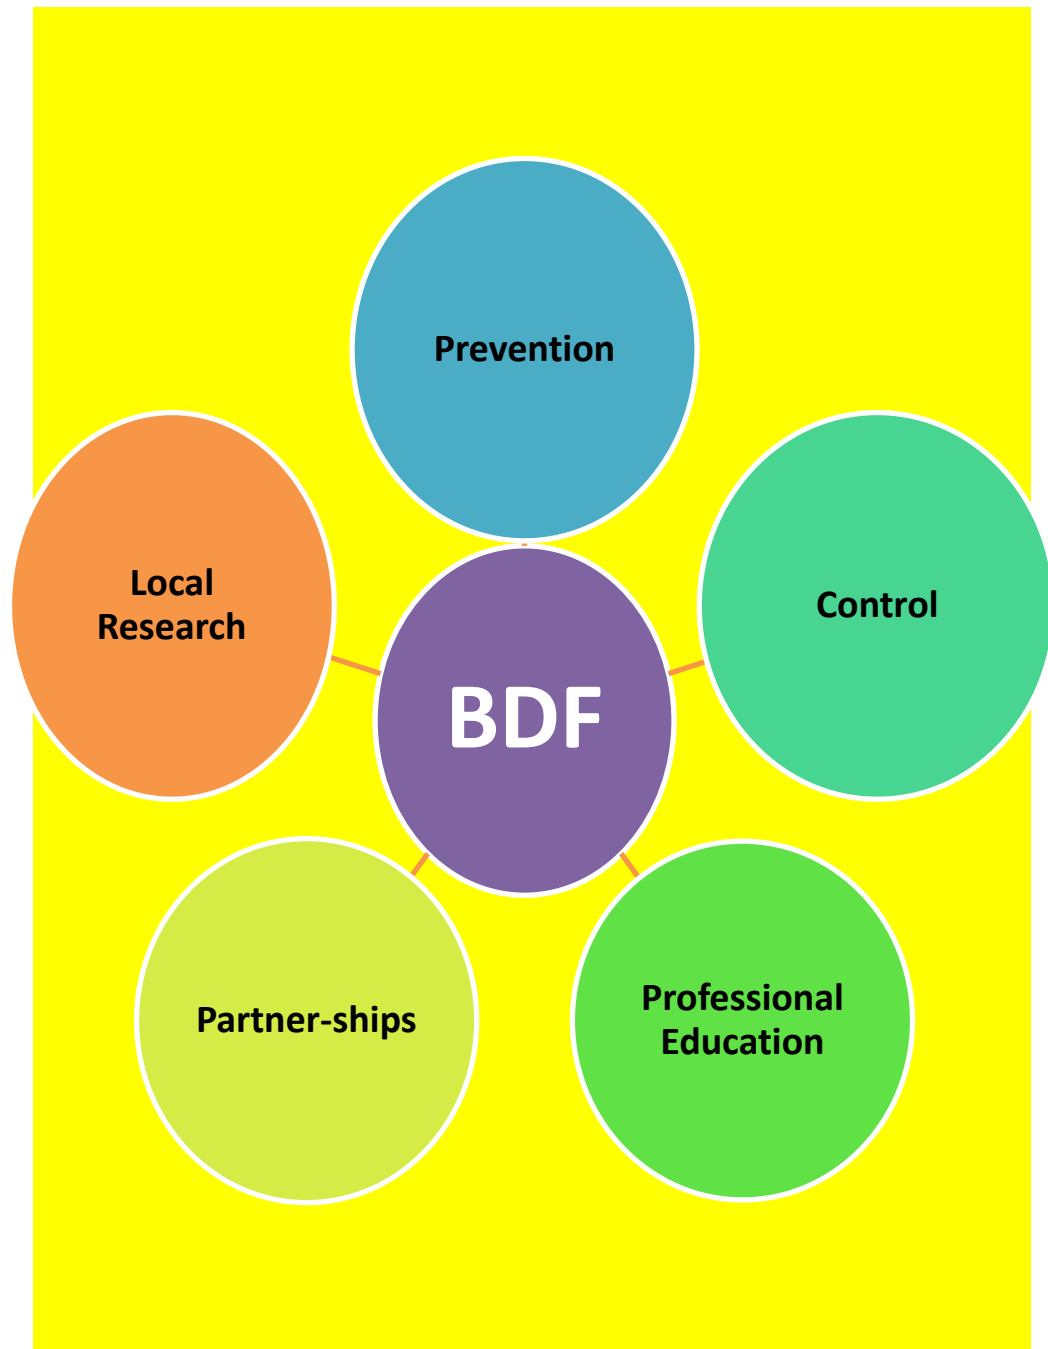 Prevention
Control
Local
Research
BDF
Partner-ships
Professional
Education